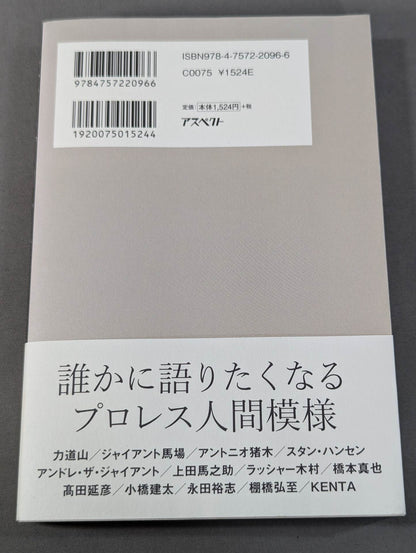 ISBN978-4-7572-2096-6
C0075 ¥1524E
9784757220966
定価 本体1,524円 +税
1920075015244
アスペクト
誰かに語りたくなる
プロレス人間模様
力道山／ジャイアント馬場／アントニオ猪木／スタン・ハンセン
アンドレ・ザ・ジャイアント／上田馬之助／ラッシャー木村／橋本真也
髙田延彦／小橋建太／永田裕志／棚橋弘至／KENTA